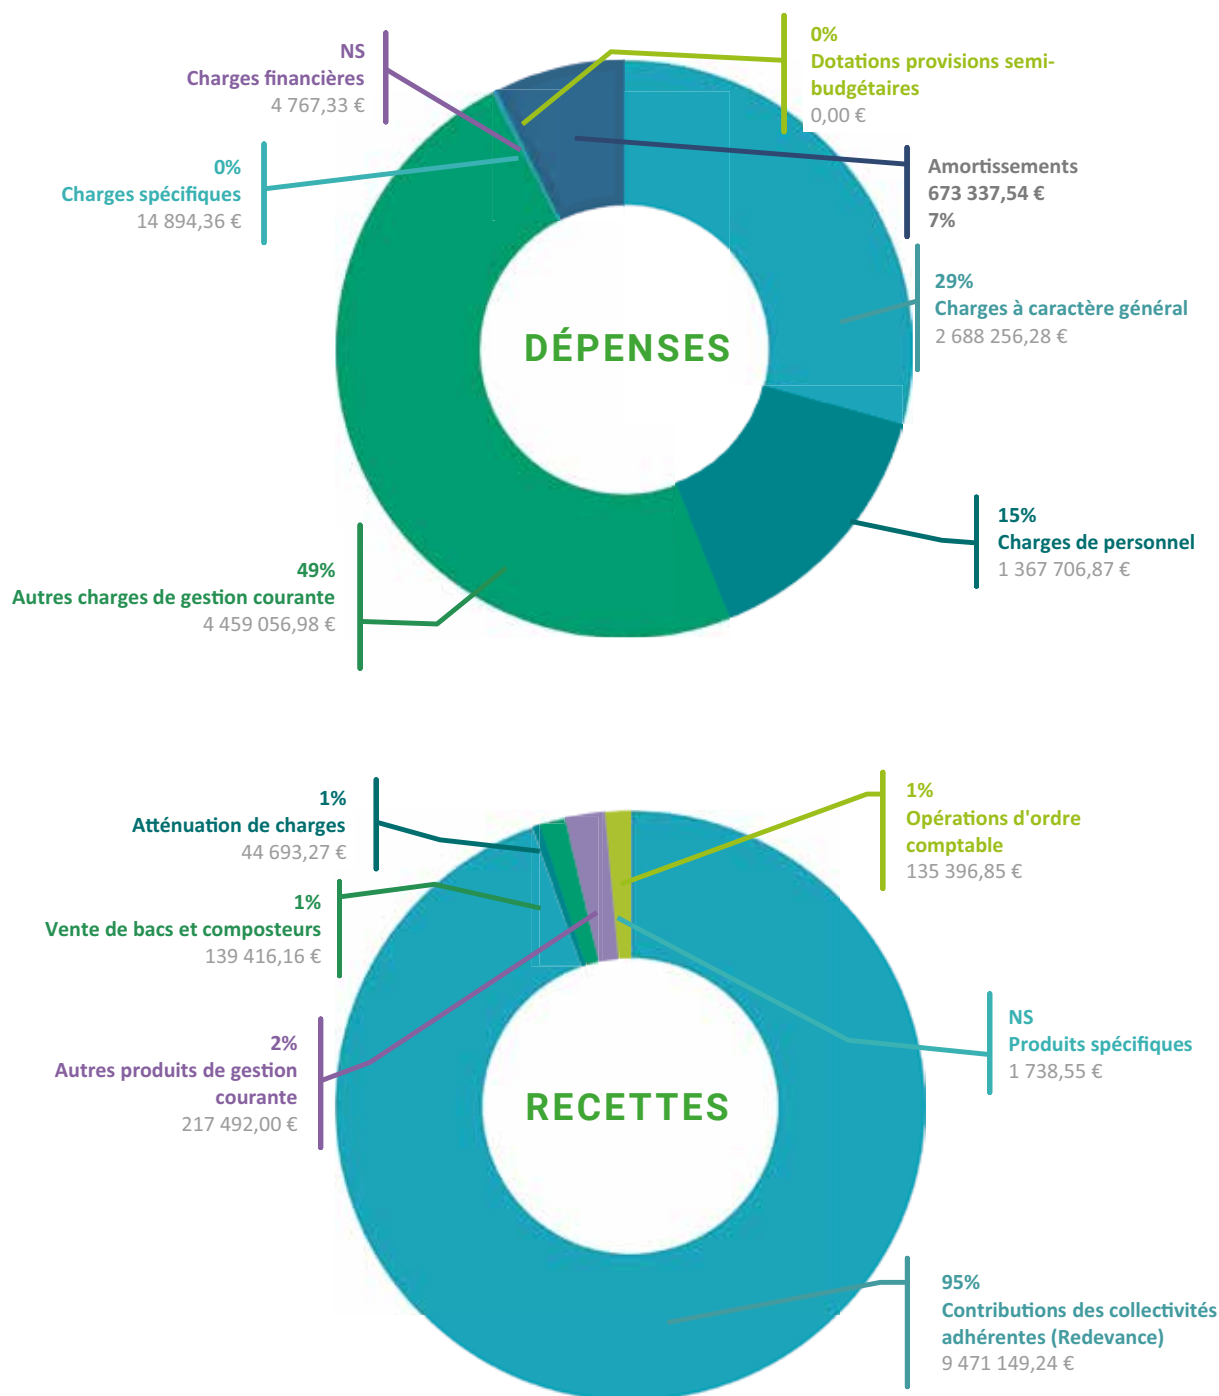 NS
Charges financières
4 767,33 €
0%
Dotations provisions semi-
budgétaires
0,00 €
0%
Charges spécifiques
14 894,36 €
Amortissements
673 337,54 €
7%
29%
Charges à caractère général
2 688 256,28 €
DÉPENSES
15%
Charges de personnel
1 367 706,87 €
49%
Autres charges de gestion courante
4 459 056,98 €
1%
Atténuation de charges
44 693,27 €
1%
Opérations d'ordre
comptable
135 396,85 €
1%
Vente de bacs et composteurs
139 416,16 €
NS
Produits spécifiques
1 738,55 €
2%
Autres produits de gestion
courante
217 492,00 €
RECETTES
95%
Contributions des collectivités
adhérentes (Redevance)
9 471 149,24 €